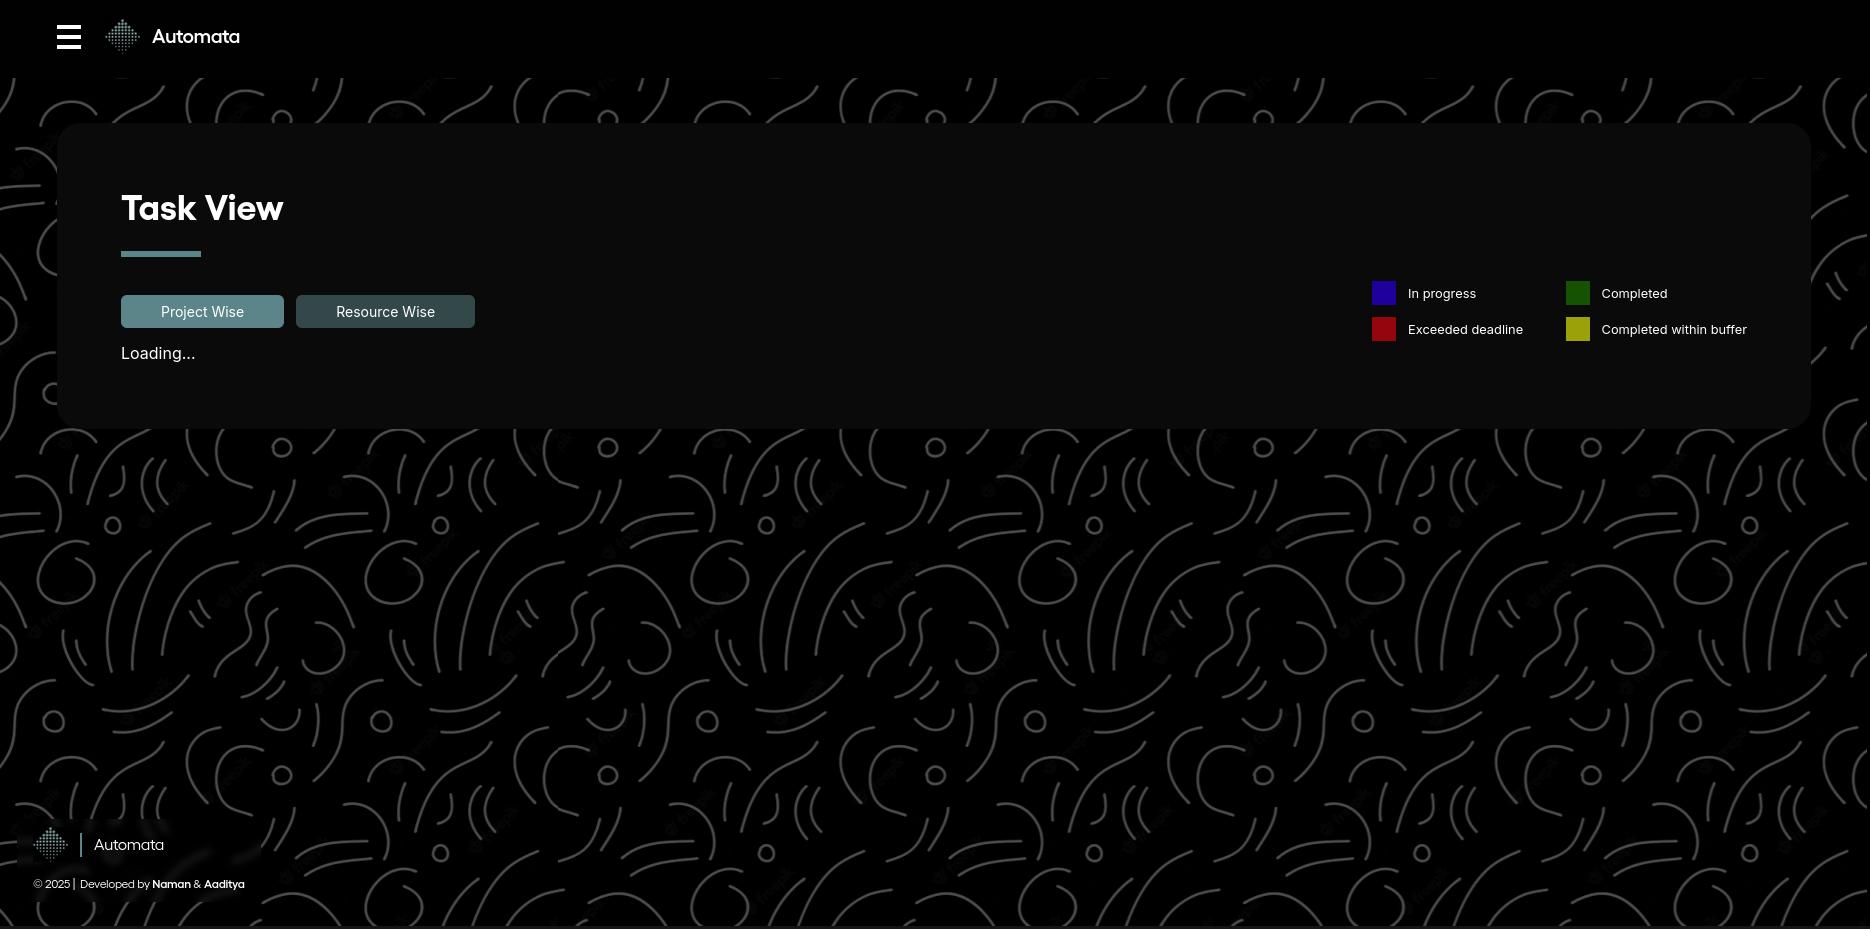 Automata
Task View
Project Wise
Resource Wise
Loading...
In progress
Completed
Exceeded deadline
Completed within buffer
Automata
© 2025 | Developed by Naman & Aaditya